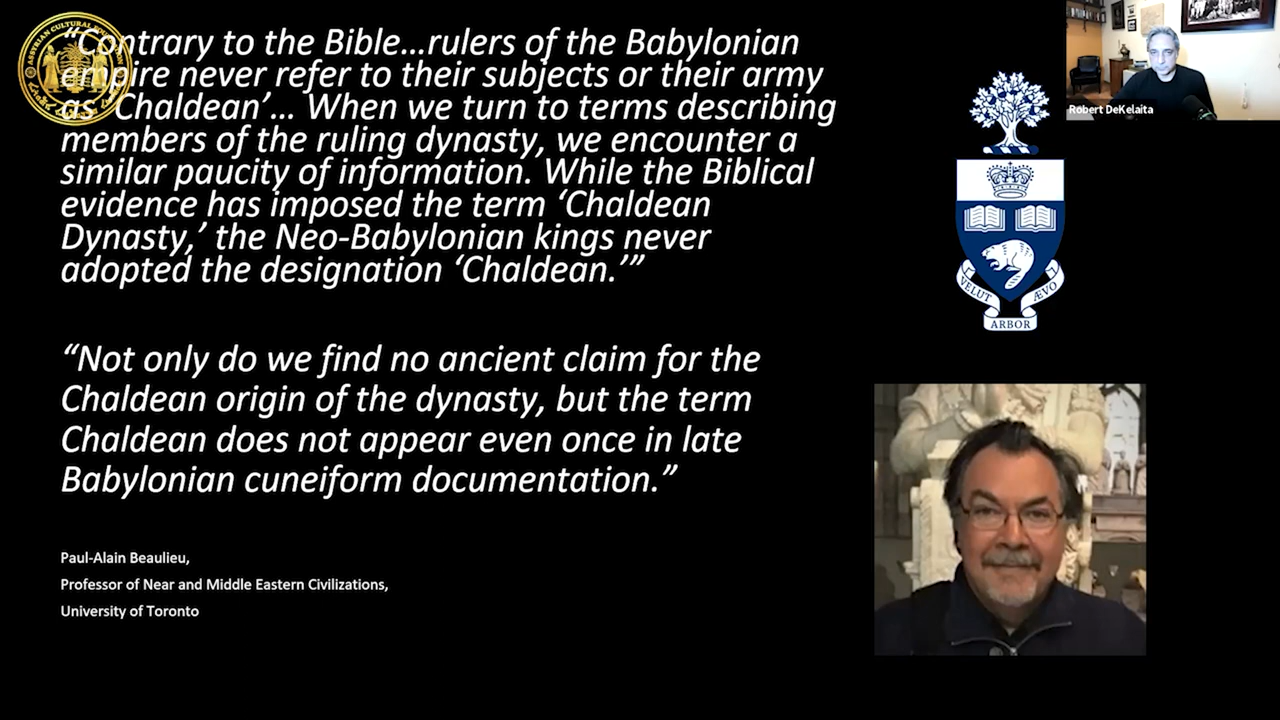 “Contrary to the Bible...rulers of the Babylonian
empire never refer to their subjects or their army
as ‘Chaldean’... When we turn to terms describing
members of the ruling dynasty, we encounter a
similar paucity of information. While the Biblical
evidence has imposed the term ‘Chaldean
Dynasty,’ the Neo-Babylonian kings never
adopted the designation ‘Chaldean.’”
“Not only do we find no ancient claim for the
Chaldean origin of the dynasty, but the term
Chaldean does not appear even once in late
Babylonian cuneiform documentation.”
Paul-Alain Beaulieu,
Professor of Near and Middle Eastern Civilizations,
University of Toronto
VELUT ÆVO
ARBOR
Robert DeKelaita